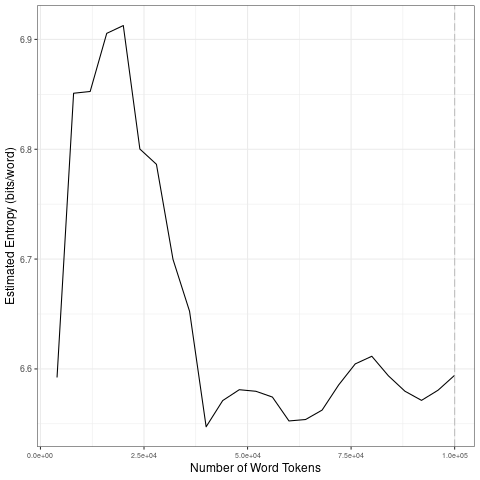 6.9
6.8
6.7
6.6
Estimated Entropy (bits/word)
0.0e+00 2.5e+04 5.0e+04 7.5e+04 1.0e+05
Number of Word Tokens